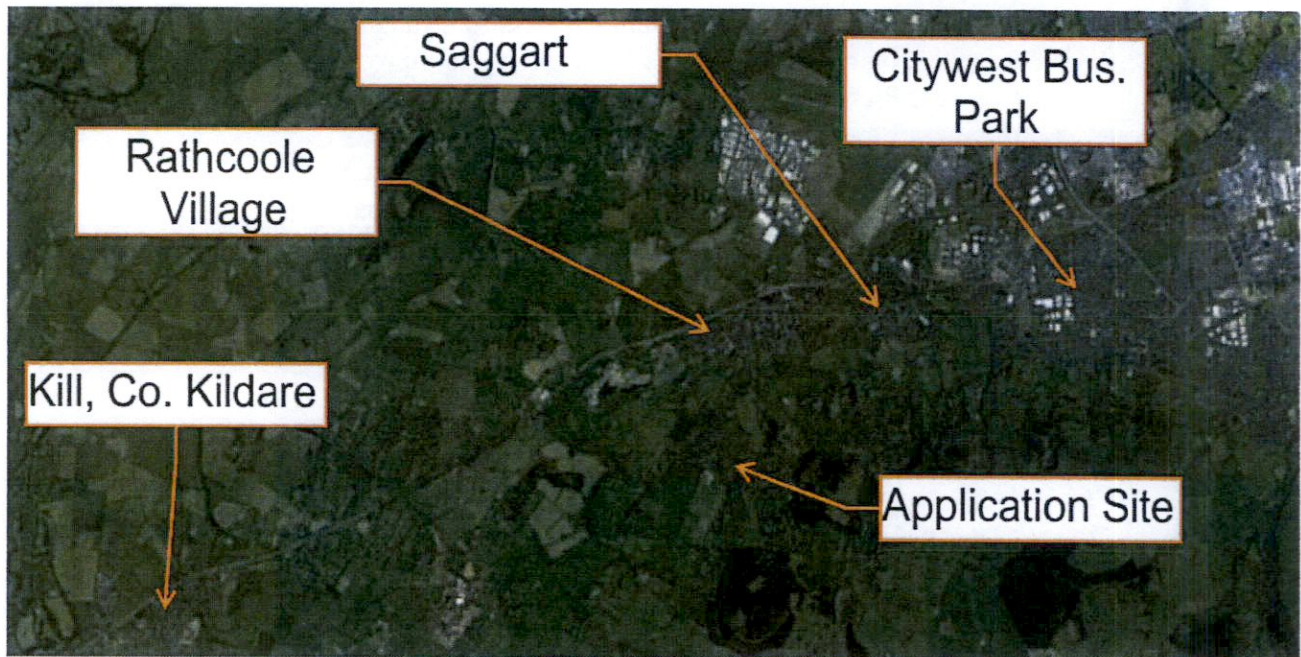 Saggart
Citywest Bus.
Park
Rathcoole
Village
Kill, Co. Kildare
Application Site